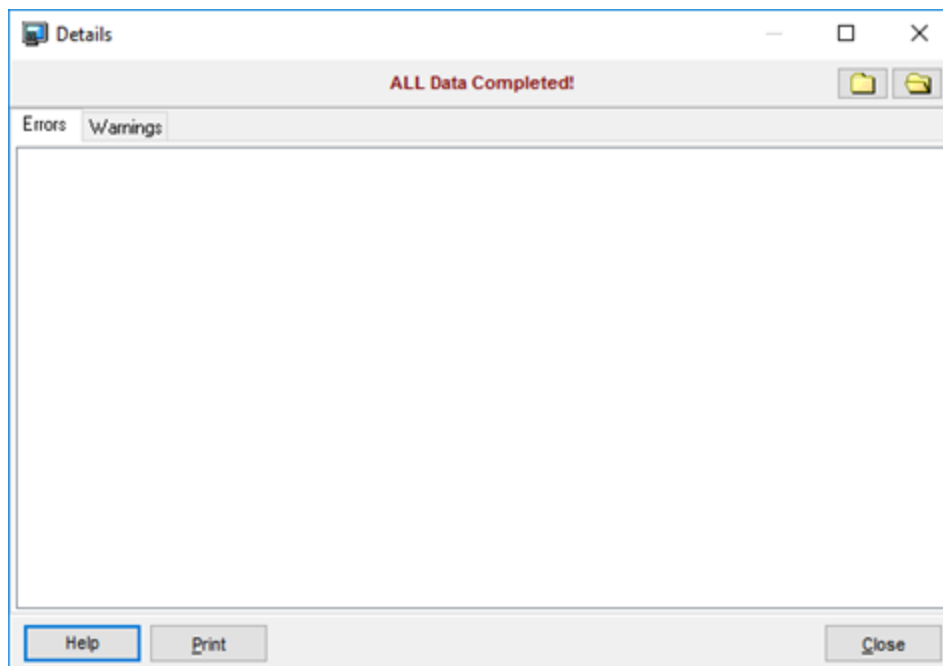 Details
ALL Data Completed!
Errors Warnings
Help Print Close